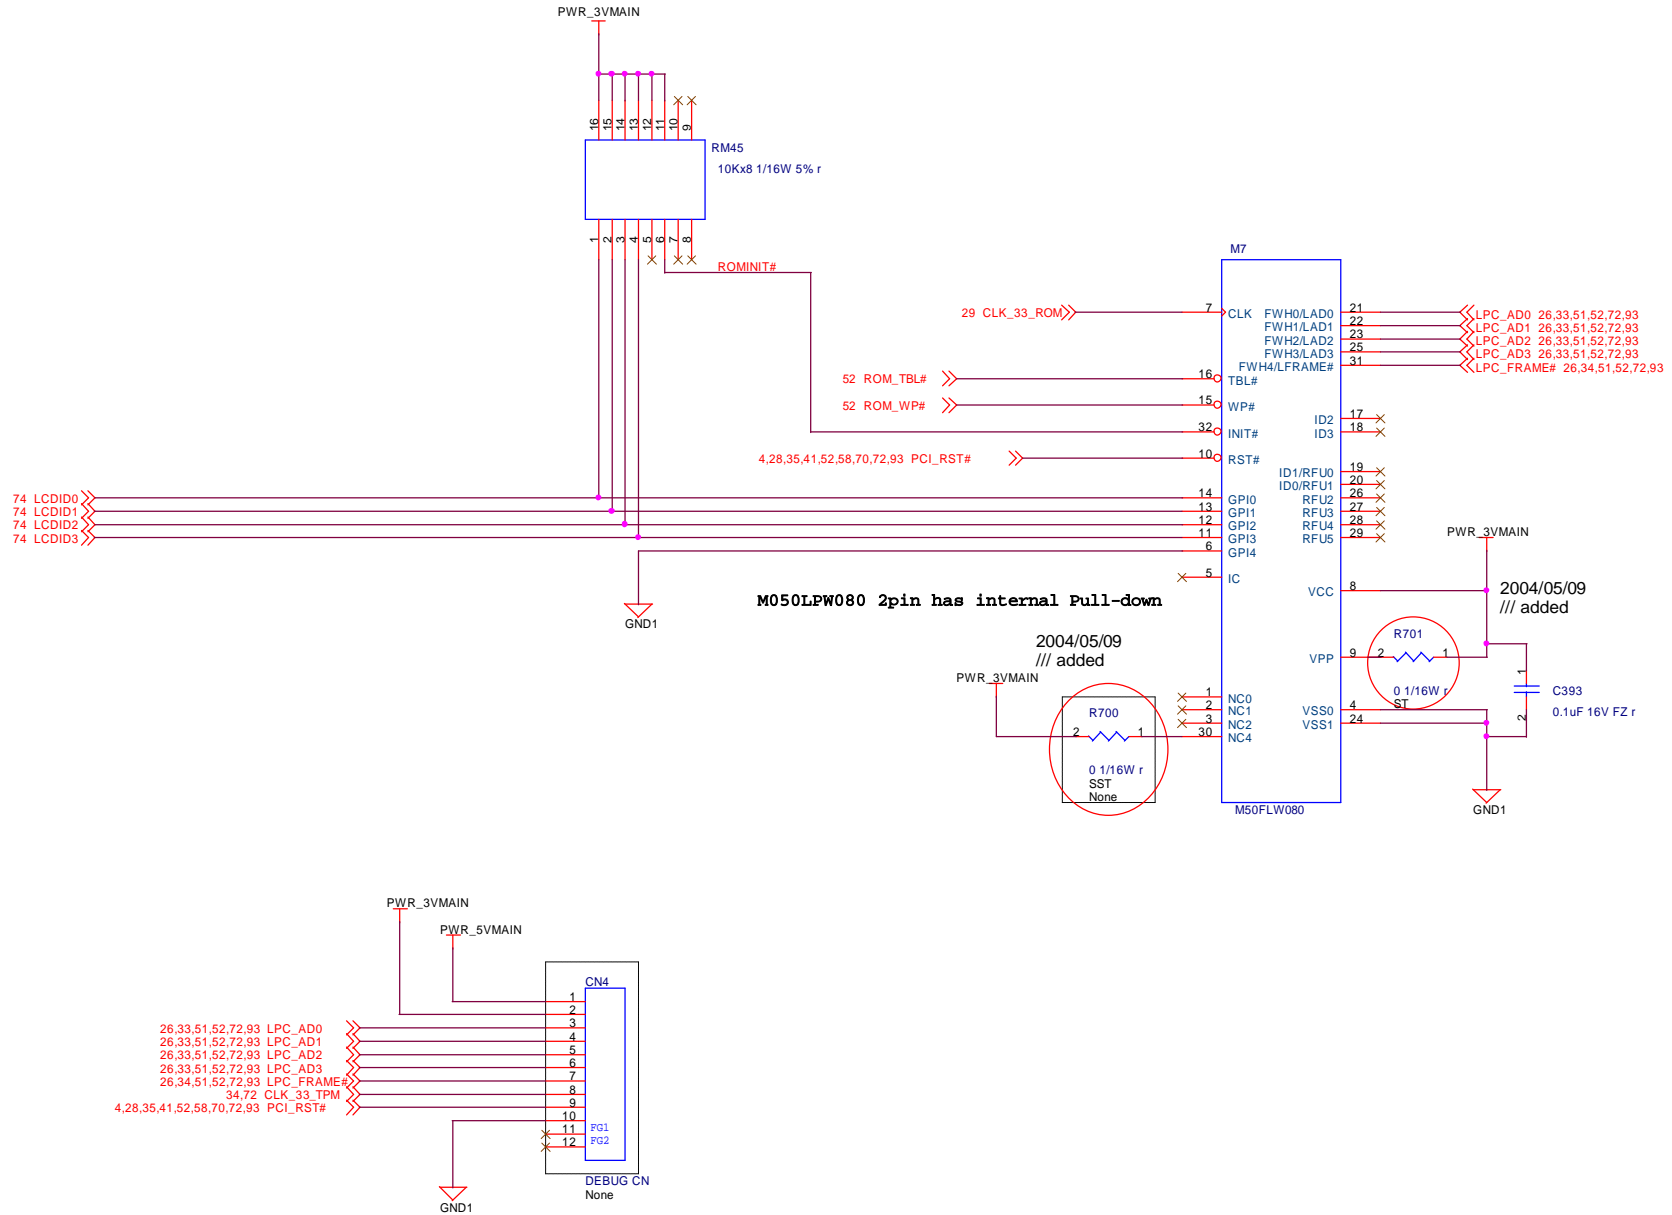 PWR_3VMAIN
16
15
14
13
12
11
10
9
RM45
10Kx8 1/16W 5% r
1
2
3
4
5
6
7
8
ROMINIT#
M7
29 CLK_33_ROM
7 CLK
FWH0/LAD0 21 LPC_AD0 26,33,51,52,72,93
FWH1/LAD1 22 LPC_AD1 26,33,51,52,72,93
FWH2/LAD2 23 LPC_AD2 26,33,51,52,72,93
FWH3/LAD3 25 LPC_AD3 26,33,51,52,72,93
FWH4/LFRAME# 31 LPC_FRAME# 26,34,51,52,72,93
52 ROM_TBL# 16 TBL#
52 ROM_WP# 15 WP#
ID2 17
32 INIT# ID3 18
4,28,35,41,52,58,70,72,93 PCI_RST# 10 RST#
ID1/RFU0 19
ID0/RFU1 20
74 LCDID0 14 GPI0 RFU2 26
74 LCDID1 13 GPI1 RFU3 27
74 LCDID2 12 GPI2 RFU4 28
74 LCDID3 11 GPI3 RFU5 29
6 GPI4
PWR_3VMAIN
5 IC
VCC 8
2004/05/09
/// added
M050LPW080 2pin has internal Pull-down
GND1
2004/05/09
/// added
R701
VPP 9 2 1
0 1/16W r
ST
PWR_3VMAIN
1 NC0
2 NC1
3 NC2
30 NC4
VSS0 4
VSS1 24
1
C393
0.1uF 16V FZ r
2
R700
2 1
0 1/16W r
SST
None
M50FLW080
GND1
PWR_3VMAIN
PWR_5VMAIN
CN4
1
2
26,33,51,52,72,93 LPC_AD0 3
26,33,51,52,72,93 LPC_AD1 4
26,33,51,52,72,93 LPC_AD2 5
26,33,51,52,72,93 LPC_AD3 6
26,34,51,52,72,93 LPC_FRAME# 7
34,72 CLK_33_TPM 8
4,28,35,41,52,58,70,72,93 PCI_RST# 9
10
11 FG1
12 FG2
DEBUG CN
None
GND1